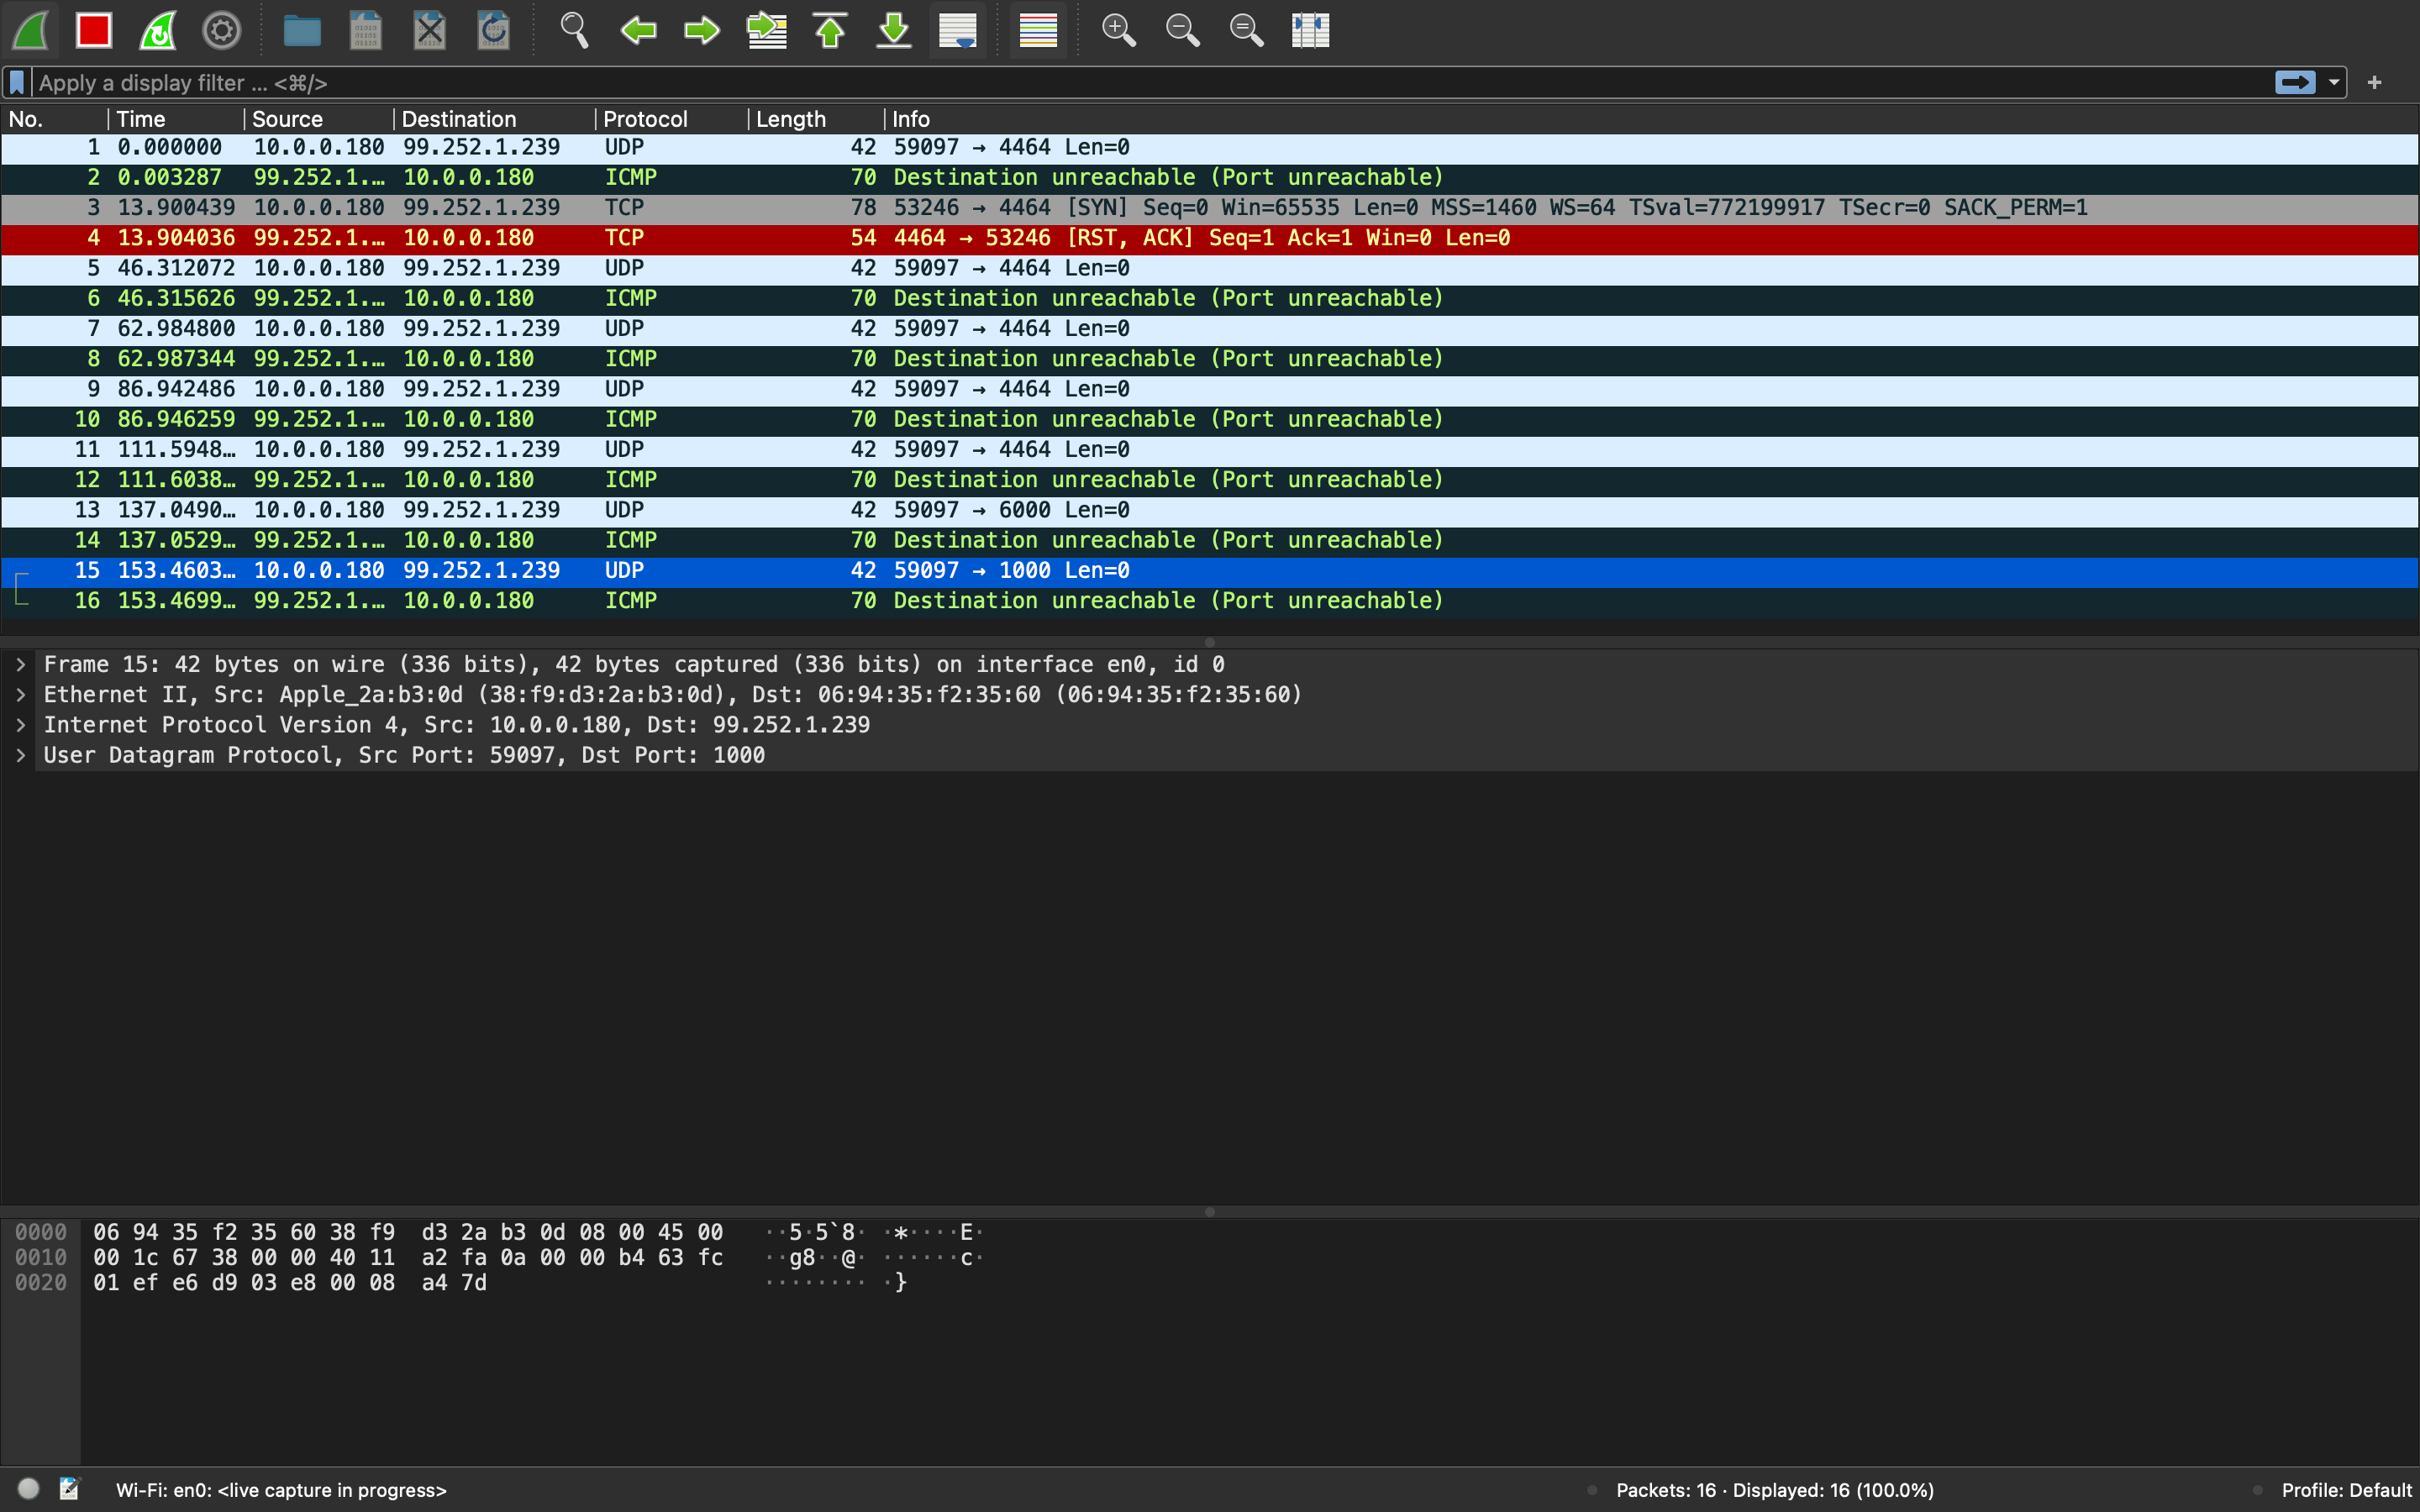 Apply a display filter ... <⌘/>
No. Time Source Destination Protocol Length Info
1 0.000000 10.0.0.180 99.252.1.239 UDP 42 59097 → 4464 Len=0
2 0.003287 99.252.1.… 10.0.0.180 ICMP 70 Destination unreachable (Port unreachable)
3 13.900439 10.0.0.180 99.252.1.239 TCP 78 53246 → 4464 [SYN] Seq=0 Win=65535 Len=0 MSS=1460 WS=64 TSval=772199917 TSecr=0 SACK_PERM=1
4 13.904036 99.252.1.… 10.0.0.180 TCP 54 4464 → 53246 [RST, ACK] Seq=1 Ack=1 Win=0 Len=0
5 46.312072 10.0.0.180 99.252.1.239 UDP 42 59097 → 4464 Len=0
6 46.315626 99.252.1.… 10.0.0.180 ICMP 70 Destination unreachable (Port unreachable)
7 62.984800 10.0.0.180 99.252.1.239 UDP 42 59097 → 4464 Len=0
8 62.987344 99.252.1.… 10.0.0.180 ICMP 70 Destination unreachable (Port unreachable)
9 86.942486 10.0.0.180 99.252.1.239 UDP 42 59097 → 4464 Len=0
10 86.946259 99.252.1.… 10.0.0.180 ICMP 70 Destination unreachable (Port unreachable)
11 111.5948… 10.0.0.180 99.252.1.239 UDP 42 59097 → 4464 Len=0
12 111.6038… 99.252.1.… 10.0.0.180 ICMP 70 Destination unreachable (Port unreachable)
13 137.0490… 10.0.0.180 99.252.1.239 UDP 42 59097 → 6000 Len=0
14 137.0529… 99.252.1.… 10.0.0.180 ICMP 70 Destination unreachable (Port unreachable)
15 153.4603… 10.0.0.180 99.252.1.239 UDP 42 59097 → 1000 Len=0
16 153.4699… 99.252.1.… 10.0.0.180 ICMP 70 Destination unreachable (Port unreachable)
Frame 15: 42 bytes on wire (336 bits), 42 bytes captured (336 bits) on interface en0, id 0
Ethernet II, Src: Apple_2a:b3:0d (38:f9:d3:2a:b3:0d), Dst: 06:94:35:f2:35:60 (06:94:35:f2:35:60)
Internet Protocol Version 4, Src: 10.0.0.180, Dst: 99.252.1.239
User Datagram Protocol, Src Port: 59097, Dst Port: 1000
0000 06 94 35 f2 35 60 38 f9 d3 2a b3 0d 08 00 45 00 ··5·5`8· ·*····E·
0010 00 1c 67 38 00 00 40 11 a2 fa 0a 00 00 b4 63 fc ··g8··@· ······c·
0020 01 ef e6 d9 03 e8 00 08 a4 7d ········ ·}
Wi-Fi: en0: <live capture in progress> Packets: 16 · Displayed: 16 (100.0%) Profile: Default